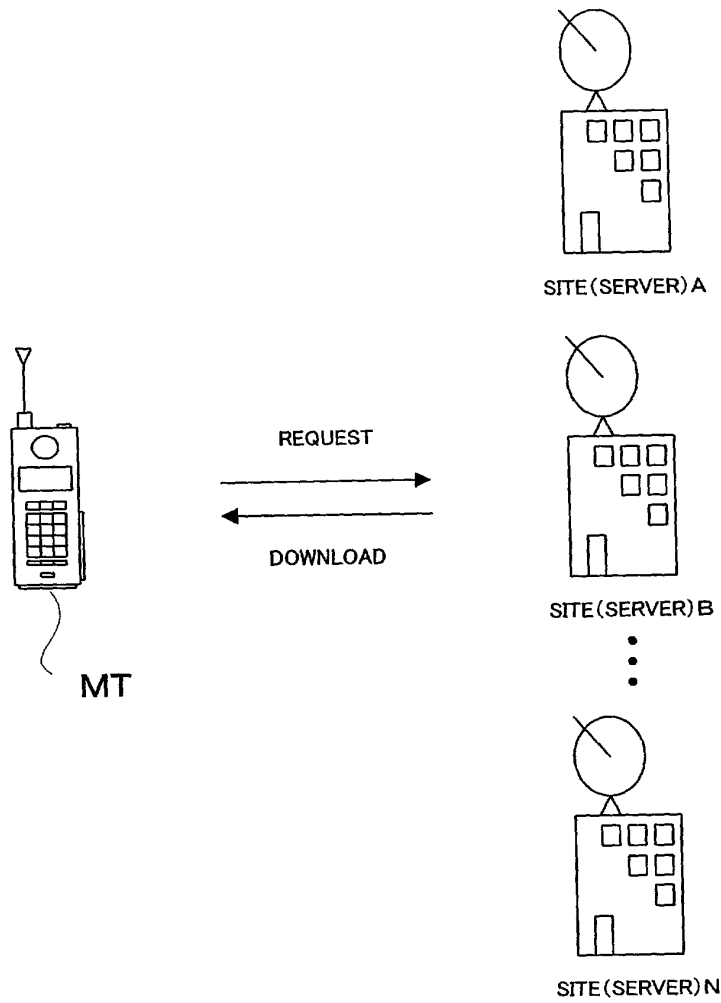 SITE(SERVER)A
REQUEST
DOWNLOAD
SITE(SERVER)B
MT
SITE(SERVER)N